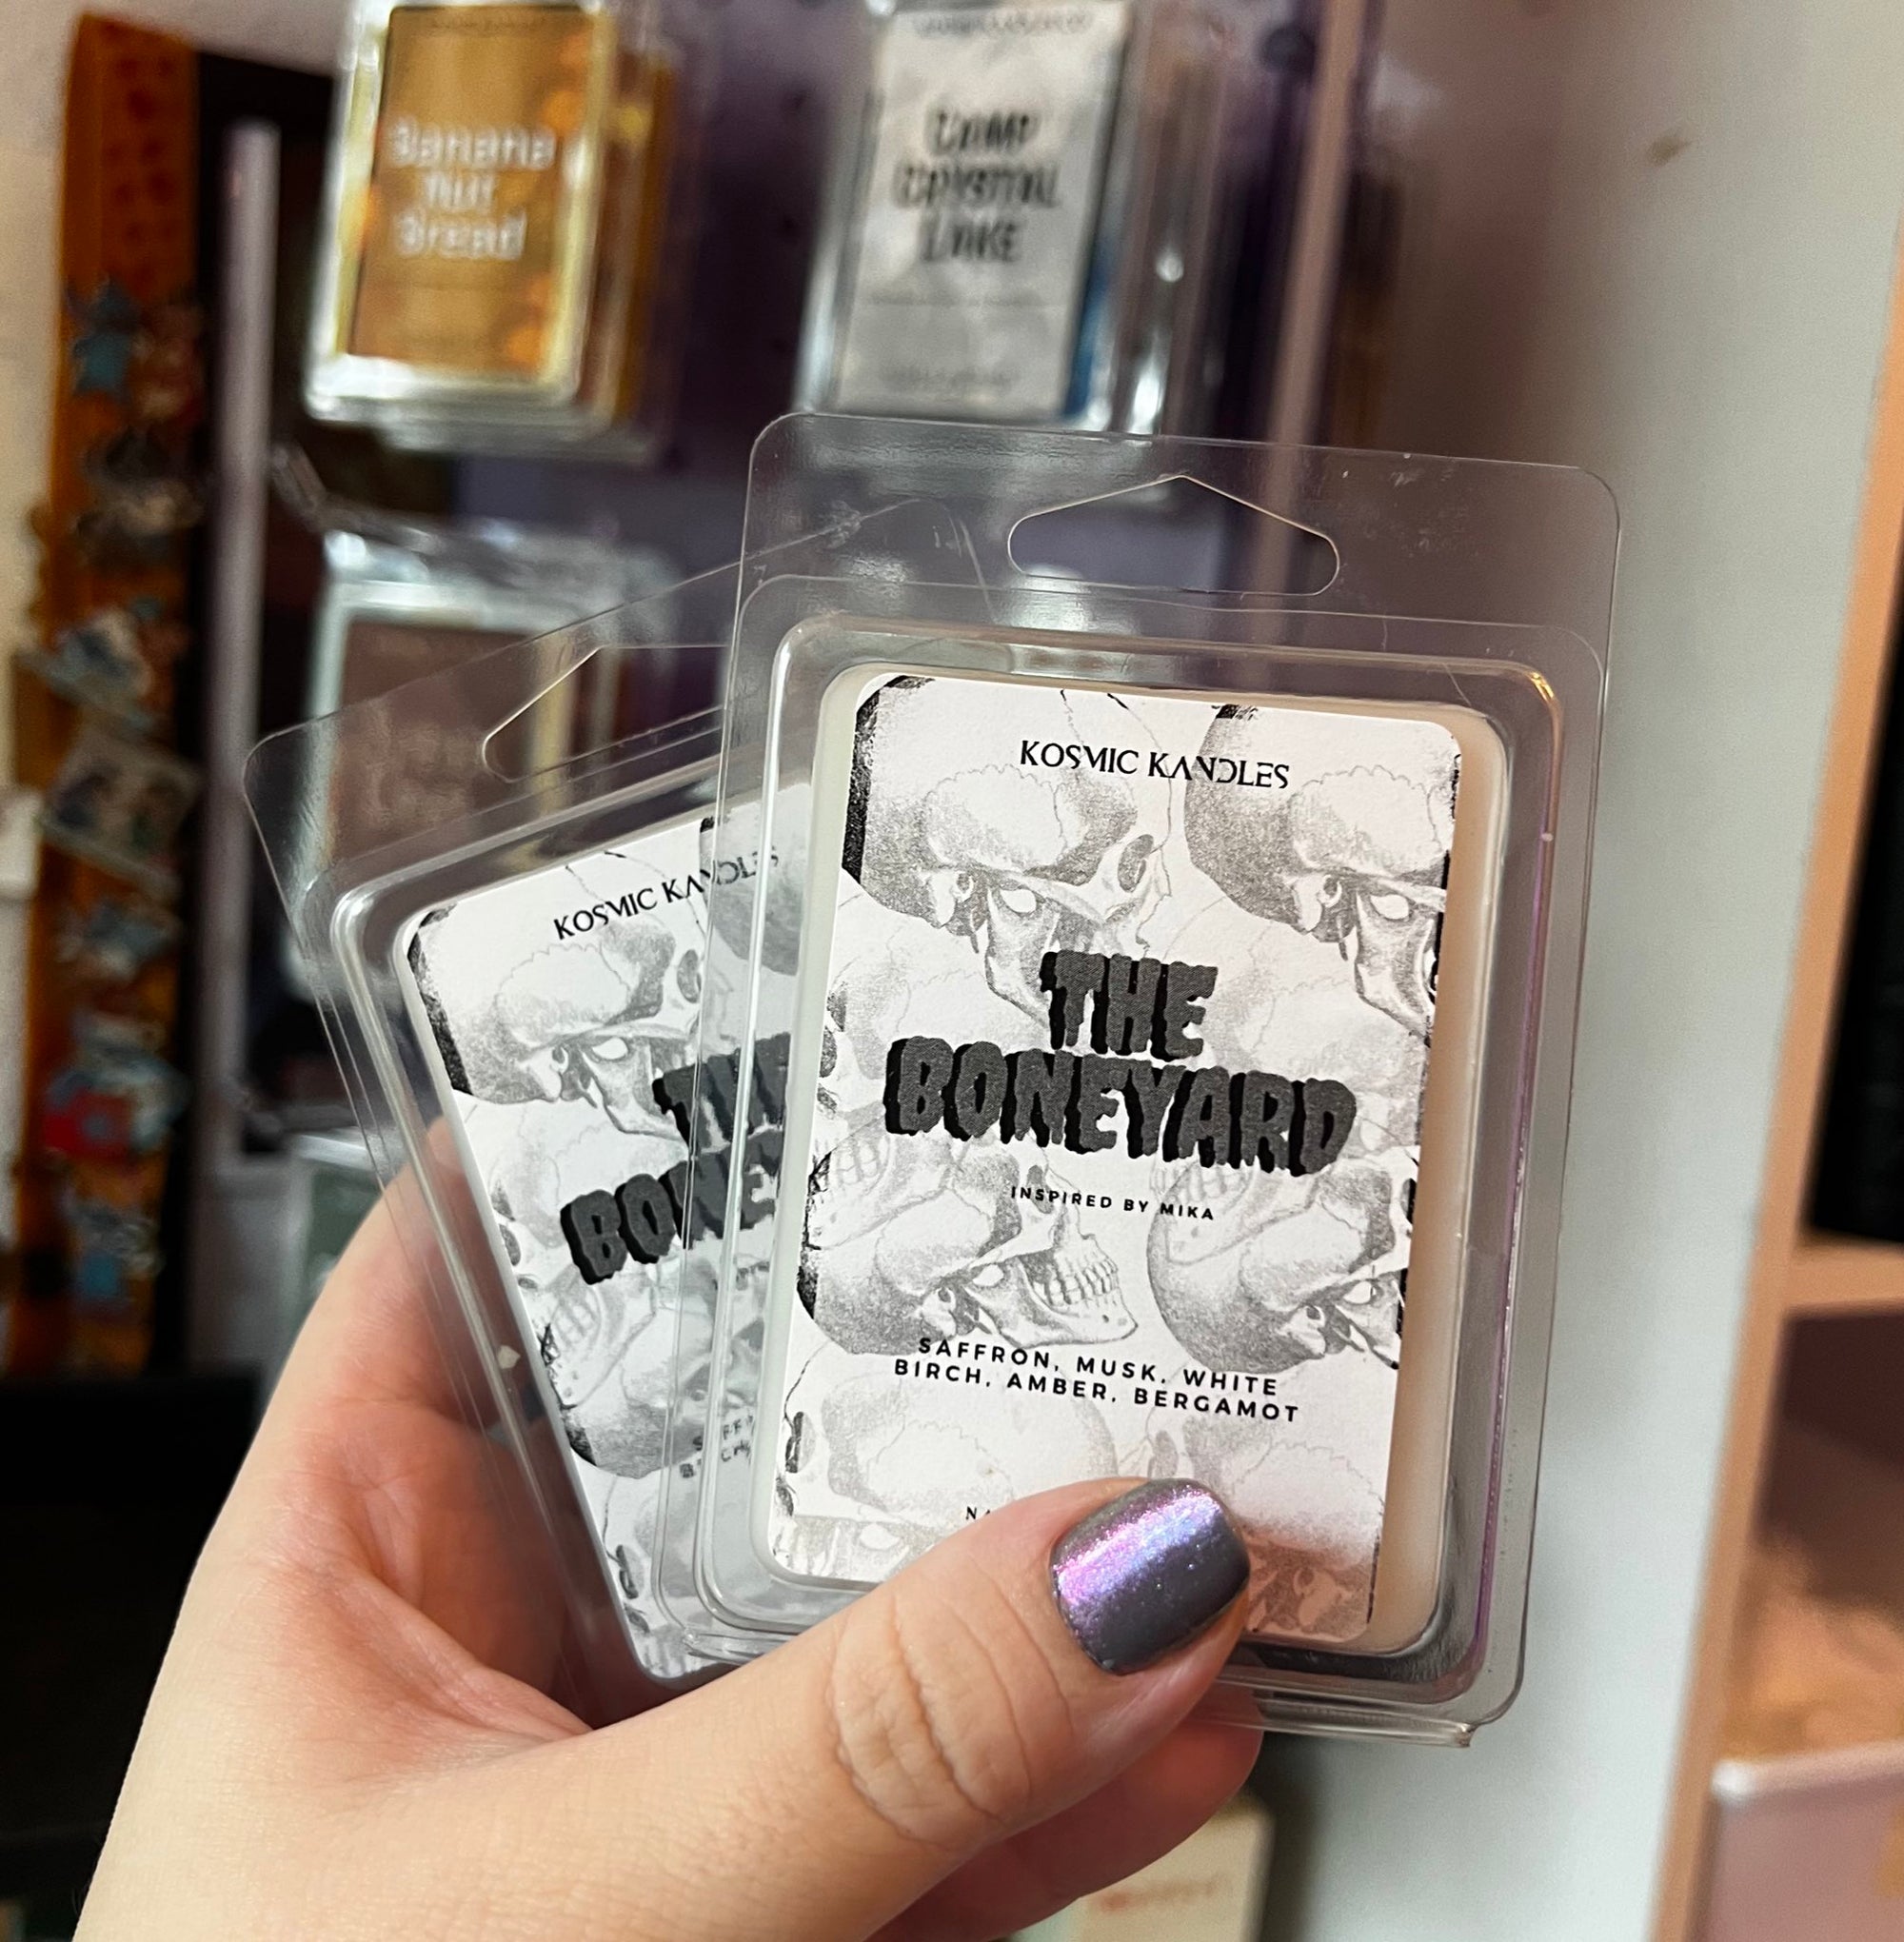 Banana
Nut
Bread
CAMP
CRYSTAL
LAKE
KOSMIC KANDLES
THE
BONEYARD
INSPIRED BY MIKA
SAFFRON, MUSK, WHITE
BIRCH, AMBER, BERGAMOT
KOSMIC KANDLES
THE